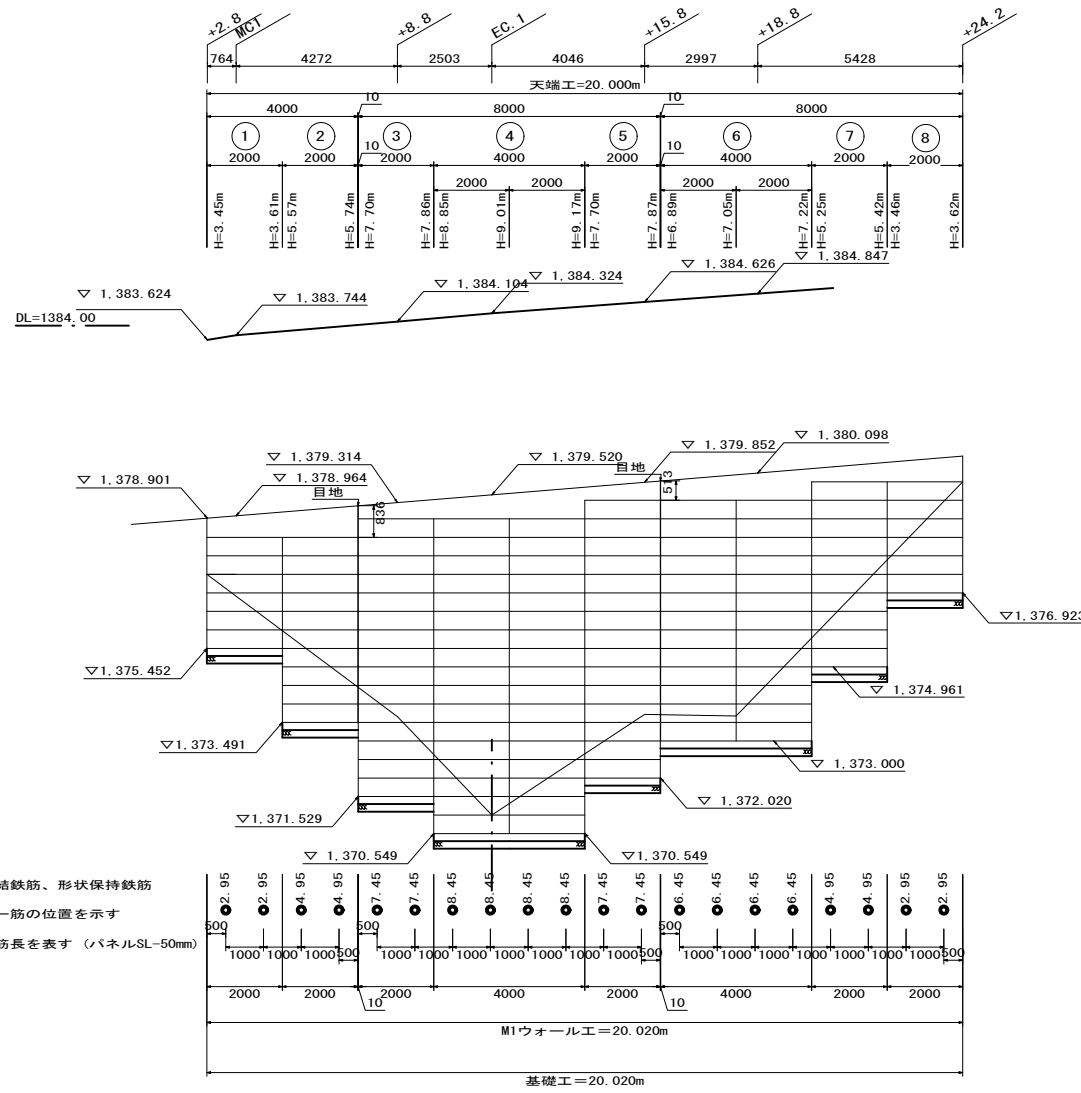 +2.8
MC1
+8.8
EC.1
+15.8
+18.8
+24.2
764 4272 2503 4046 2997 5428
天端工=20.000m
4000 10 8000 10 8000
① ② ③ ④ ⑤ ⑥ ⑦ ⑧
2000 2000 10 2000 4000 2000 10 4000 2000 2000
2000 2000 2000 2000
H=3.45m
H=3.61m
H=5.57m
H=5.74m
H=7.70m
H=7.86m
H=8.85m
H=9.01m
H=9.17m
H=7.70m
H=7.87m
H=6.89m
H=7.05m
H=7.22m
H=5.25m
H=5.42m
H=3.46m
H=3.62m
▽ 1,383.624
▽ 1,383.744
▽ 1,384.104
▽ 1,384.324
▽ 1,384.626
▽ 1,384.847
DL=1384.00
▽ 1,378.901
▽ 1,378.964
▽ 1,379.314
▽ 1,379.520
▽ 1,379.852
▽ 1,380.098
目地
836
目地
513
▽1,376.923
▽1,375.452
▽ 1,374.961
▽1,373.491
▽ 1,373.000
▽1,371.529
▽ 1,372.020
▽ 1,370.549
▽1,370.549
結鉄筋、形状保持鉄筋
ー筋の位置を示す
筋長を表す (パネルSL-50mm)
2.95 2.95 4.95 4.95 7.45 7.45 8.45 8.45 8.45 8.45 7.45 7.45 6.45 6.45 6.45 6.45 4.95 4.95 2.95 2.95
500 500 500
1000 1000 1000 500 1000 1000 1000 1000 1000 1000 1000 500 1000 1000 1000 1000 1000 1000 1000 500
2000 2000 10 2000 4000 2000 10 4000 2000 2000
M1ウォール工=20.020m
基礎工=20.020m